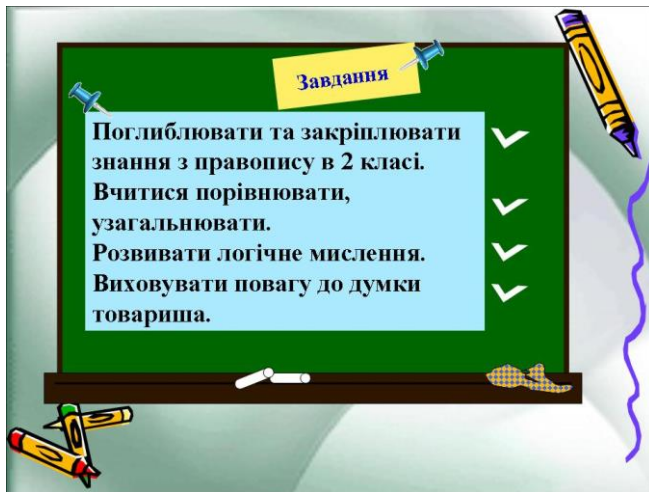 Завдання
Поглиблювати та закріплювати
знання з правопису в 2 класі.
Вчитися порівнювати,
узагальнювати.
Розвивати логічне мислення.
Виховувати повагу до думки
товариша.